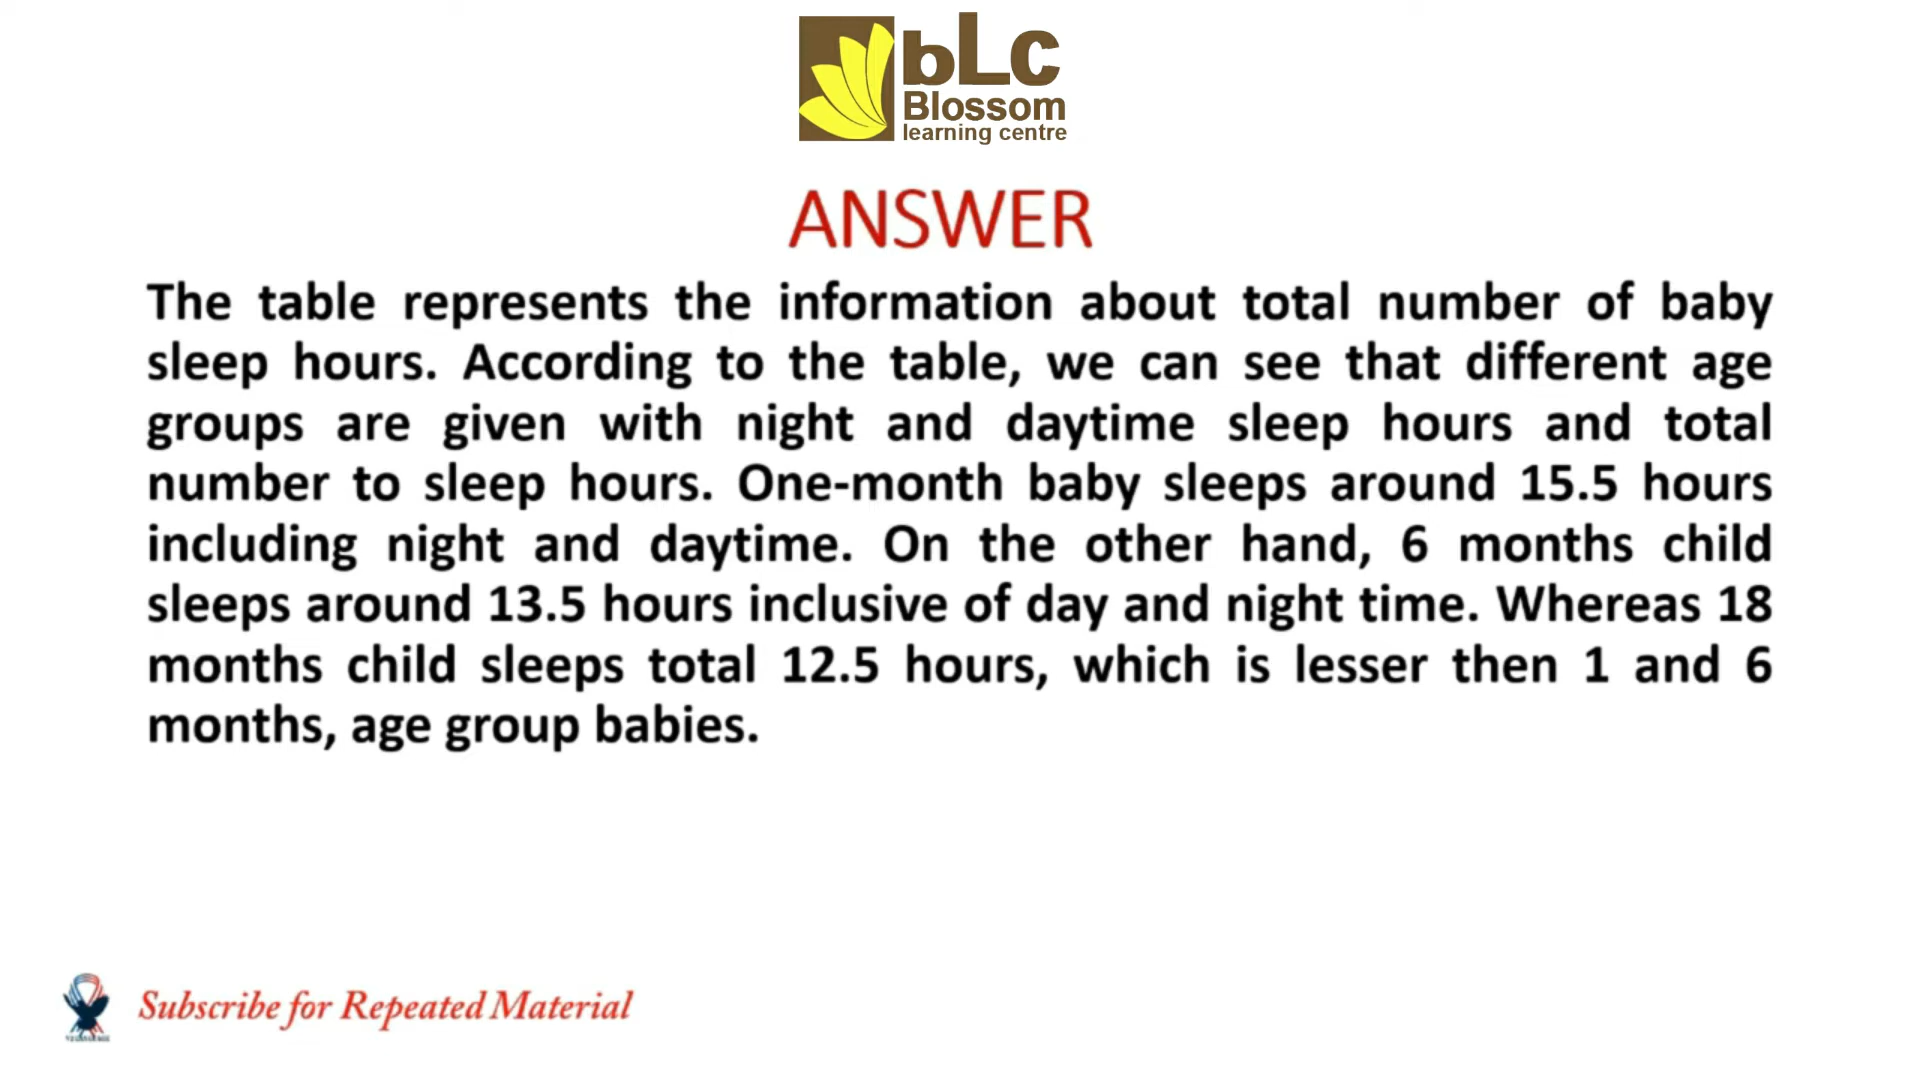 bLc
Blossom
learning centre
ANSWER
The table represents the information about total number of baby
sleep hours. According to the table, we can see that different age
groups are given with night and daytime sleep hours and total
number to sleep hours. One-month baby sleeps around 15.5 hours
including night and daytime. On the other hand, 6 months child
sleeps around 13.5 hours inclusive of day and night time. Whereas 18
months child sleeps total 12.5 hours, which is lesser then 1 and 6
months, age group babies.
Subscribe for Repeated Material